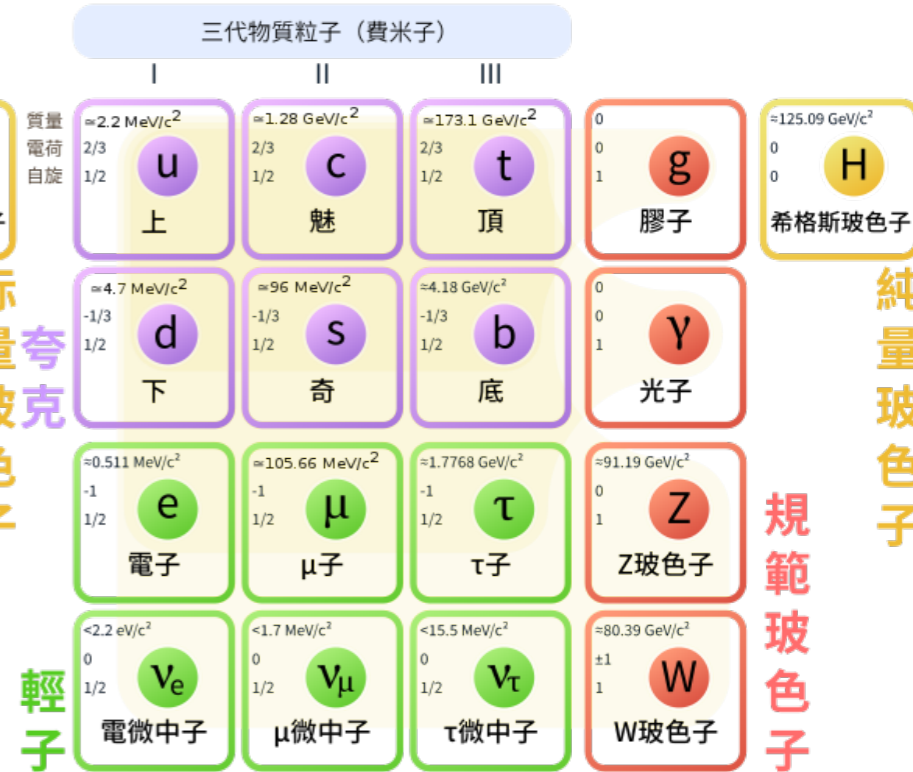 三代物質粒子（費米子）
I II III
質量
電荷
自旋
≃2.2 MeV/c²
2/3
1/2
u
上
≃1.28 GeV/c²
2/3
1/2
c
魅
≃173.1 GeV/c²
2/3
1/2
t
頂
0
0
1
g
膠子
≈125.09 GeV/c²
0
0
H
希格斯玻色子
≃4.7 MeV/c²
-1/3
1/2
d
下
≃96 MeV/c²
-1/3
1/2
s
奇
≈4.18 GeV/c²
-1/3
1/2
b
底
0
0
1
γ
光子
夸克
≈0.511 MeV/c²
-1
1/2
e
電子
≃105.66 MeV/c²
-1
1/2
μ
μ子
≈1.7768 GeV/c²
-1
1/2
τ
τ子
≈91.19 GeV/c²
0
1
Z
Z玻色子
<2.2 eV/c²
0
1/2
νe
電微中子
<1.7 MeV/c²
0
1/2
νμ
μ微中子
<15.5 MeV/c²
0
1/2
ντ
τ微中子
≈80.39 GeV/c²
±1
1
W
W玻色子
輕子
規範玻色子
純量玻色子